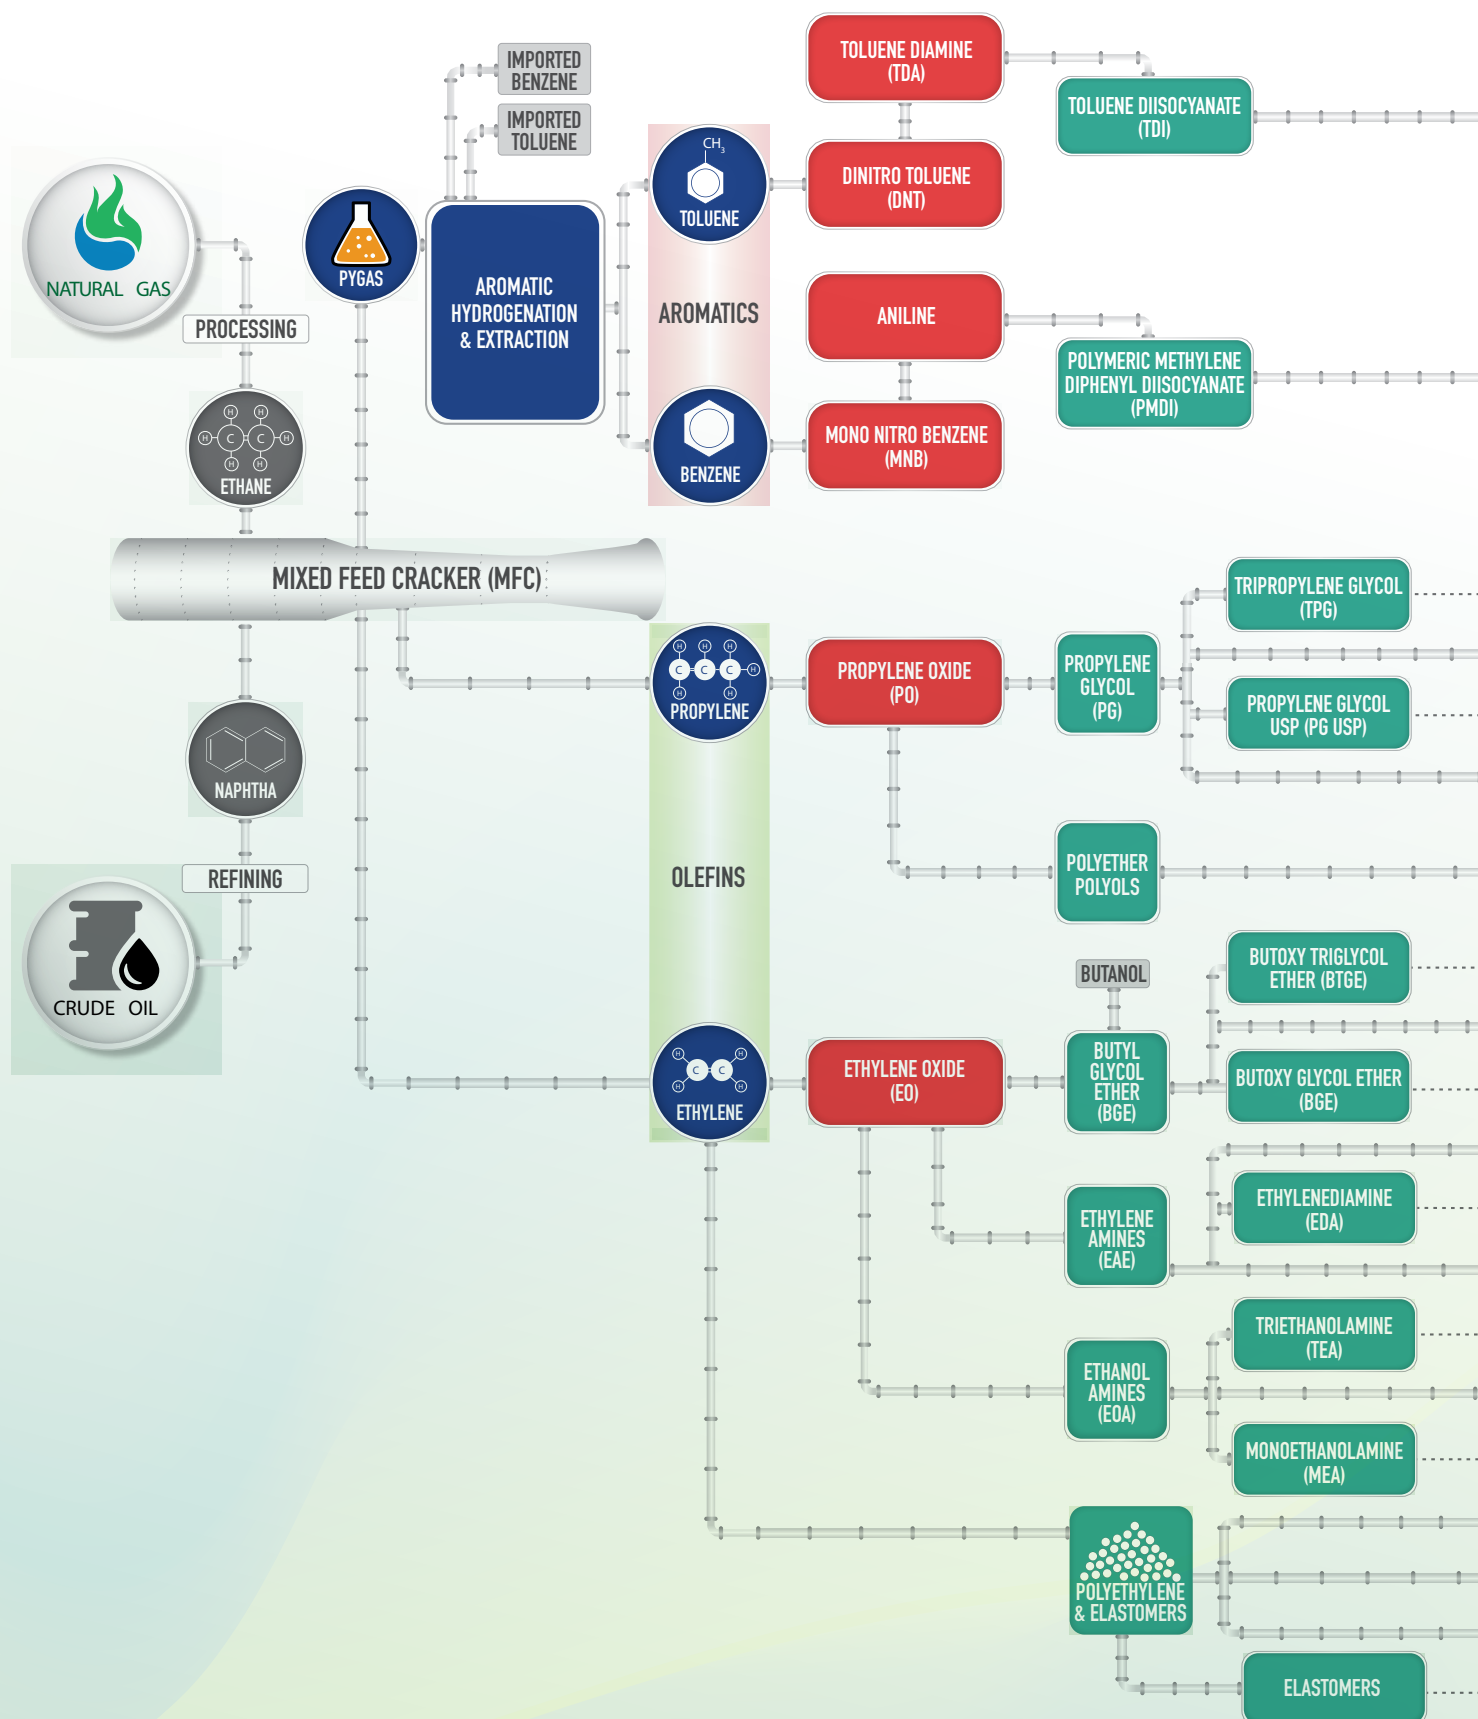 IMPORTED
BENZENE
IMPORTED
TOLUENE
TOLUENE DIAMINE
(TDA)
TOLUENE DIISOCYANATE
(TDI)
CH3
TOLUENE
DINITRO TOLUENE
(DNT)
NATURAL GAS
PROCESSING
PYGAS
AROMATIC
HYDROGENATION
& EXTRACTION
AROMATICS
ANILINE
POLYMERIC METHYLENE
DIPHENYL DIISOCYANATE
(PMDI)
BENZENE
MONO NITRO BENZENE
(MNB)
H H
H C C H
H H
ETHANE
MIXED FEED CRACKER (MFC)
H H H
C C C H
H H
PROPYLENE
PROPYLENE OXIDE
(PO)
PROPYLENE
GLYCOL
(PG)
TRIPROPYLENE GLYCOL
(TPG)
PROPYLENE GLYCOL
USP (PG USP)
NAPHTHA
REFINING
CRUDE OIL
OLEFINS
POLYETHER
POLYOLS
BUTANOL
BUTOXY TRIGLYCOL
ETHER (BTGE)
H H
C C
H H
ETHYLENE
ETHYLENE OXIDE
(EO)
BUTYL
GLYCOL
ETHER
(BGE)
BUTOXY GLYCOL ETHER
(BGE)
ETHYLENE
AMINES
(EAE)
ETHYLENEDIAMINE
(EDA)
ETHANOL
AMINES
(EOA)
TRIETHANOLAMINE
(TEA)
MONOETHANOLAMINE
(MEA)
POLYETHYLENE
& ELASTOMERS
ELASTOMERS